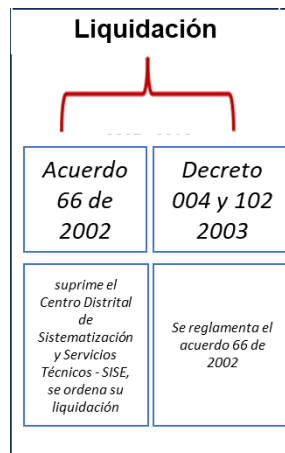 Liquidación
Acuerdo
66 de
2002
Decreto
004 y 102
2003
suprime el
Centro Distrital
de
Sistematización
y Servicios
Técnicos - SISE,
se ordena su
liquidación
Se reglamenta el
acuerdo 66 de
2002